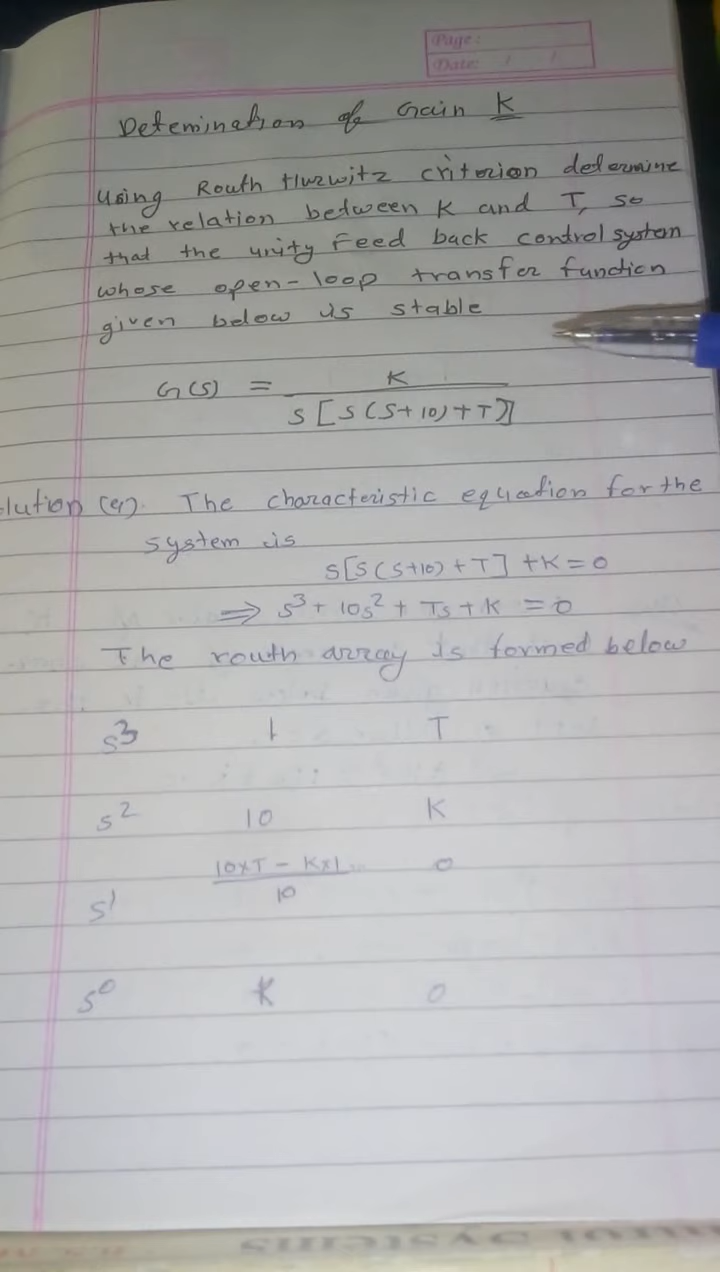 Page:
Date: / /
Detemination of Gain K
Using Routh Hurwitz criterion determine
the relation between K and T, so
that the unity Feed back control system
whose open-loop transfer function
given below is stable
G(S) = K / S[S(S+10)+T]]
olution (a). The characteristic equation for the
system is
S[S(S+10)+T]+K=0
⇒ S³+10s²+Ts+K=0
The routh array is formed below
s³ 1 T
s² 10 K
s¹ 10×T - K×1 / 10 0
s⁰ K 0